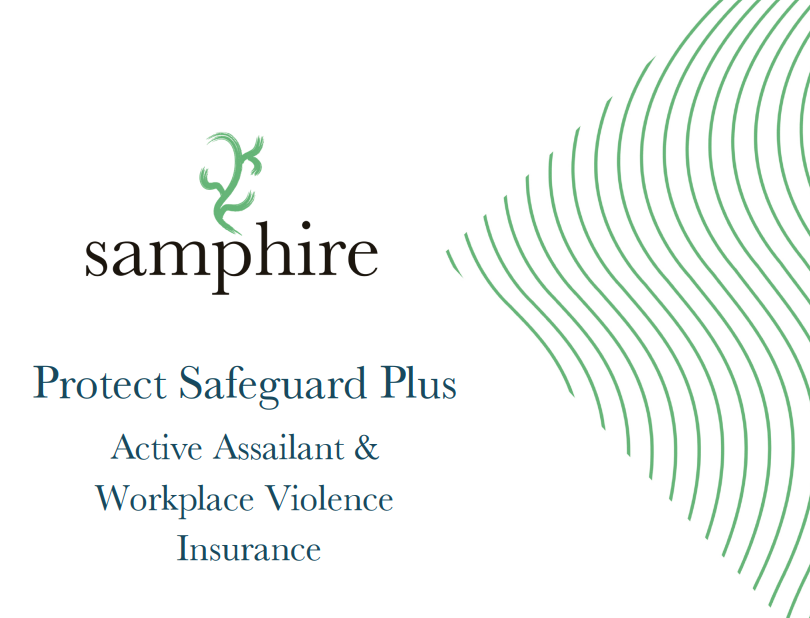 samphire
Protect Safeguard Plus
Active Assailant &
Workplace Violence
Insurance